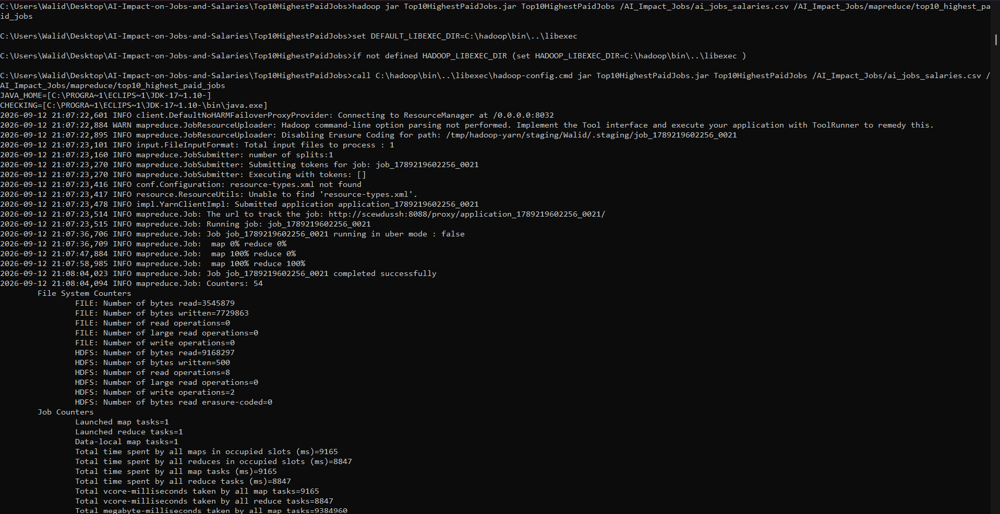 C:\Users\Walid\Desktop\AI-Impact-on-Jobs-and-Salaries\Top10HighestPaidJobs>hadoop jar Top10HighestPaidJobs.jar Top10HighestPaidJobs /AI_Impact_Jobs/ai_jobs_salaries.csv /AI_Impact_Jobs/mapreduce/top10_highest_pa
id_jobs
C:\Users\Walid\Desktop\AI-Impact-on-Jobs-and-Salaries\Top10HighestPaidJobs>set DEFAULT_LIBEXEC_DIR=C:\hadoop\bin\..\libexec
C:\Users\Walid\Desktop\AI-Impact-on-Jobs-and-Salaries\Top10HighestPaidJobs>if not defined HADOOP_LIBEXEC_DIR (set HADOOP_LIBEXEC_DIR=C:\hadoop\bin\..\libexec )
C:\Users\Walid\Desktop\AI-Impact-on-Jobs-and-Salaries\Top10HighestPaidJobs>call C:\hadoop\bin\..\libexec\hadoop-config.cmd jar Top10HighestPaidJobs.jar Top10HighestPaidJobs /AI_Impact_Jobs/ai_jobs_salaries.csv /
AI_Impact_Jobs/mapreduce/top10_highest_paid_jobs
JAVA_HOME=[C:\PROGRA~1\ECLIPS~1\JDK-17~1.10-]
CHECKING=[C:\PROGRA~1\ECLIPS~1\JDK-17~1.10-\bin\java.exe]
2026-09-12 21:07:22,601 INFO client.DefaultNoHARMFailoverProxyProvider: Connecting to ResourceManager at /0.0.0.0:8032
2026-09-12 21:07:22,884 WARN mapreduce.JobResourceUploader: Hadoop command-line option parsing not performed. Implement the Tool interface and execute your application with ToolRunner to remedy this.
2026-09-12 21:07:22,895 INFO mapreduce.JobResourceUploader: Disabling Erasure Coding for path: /tmp/hadoop-yarn/staging/Walid/.staging/job_1789219602256_0021
2026-09-12 21:07:23,101 INFO input.FileInputFormat: Total input files to process : 1
2026-09-12 21:07:23,160 INFO mapreduce.JobSubmitter: number of splits:1
2026-09-12 21:07:23,270 INFO mapreduce.JobSubmitter: Submitting tokens for job: job_1789219602256_0021
2026-09-12 21:07:23,270 INFO mapreduce.JobSubmitter: Executing with tokens: []
2026-09-12 21:07:23,416 INFO conf.Configuration: resource-types.xml not found
2026-09-12 21:07:23,417 INFO resource.ResourceUtils: Unable to find 'resource-types.xml'.
2026-09-12 21:07:23,478 INFO impl.YarnClientImpl: Submitted application application_1789219602256_0021
2026-09-12 21:07:23,514 INFO mapreduce.Job: The url to track the job: http://scewdussh:8088/proxy/application_1789219602256_0021/
2026-09-12 21:07:23,515 INFO mapreduce.Job: Running job: job_1789219602256_0021
2026-09-12 21:07:36,706 INFO mapreduce.Job: Job job_1789219602256_0021 running in uber mode : false
2026-09-12 21:07:36,709 INFO mapreduce.Job:  map 0% reduce 0%
2026-09-12 21:07:47,884 INFO mapreduce.Job:  map 100% reduce 0%
2026-09-12 21:07:58,985 INFO mapreduce.Job:  map 100% reduce 100%
2026-09-12 21:08:04,023 INFO mapreduce.Job: Job job_1789219602256_0021 completed successfully
2026-09-12 21:08:04,094 INFO mapreduce.Job: Counters: 54
File System Counters
FILE: Number of bytes read=3545879
FILE: Number of bytes written=7729863
FILE: Number of read operations=0
FILE: Number of large read operations=0
FILE: Number of write operations=0
HDFS: Number of bytes read=9168297
HDFS: Number of bytes written=500
HDFS: Number of read operations=8
HDFS: Number of large read operations=0
HDFS: Number of write operations=2
HDFS: Number of bytes read erasure-coded=0
Job Counters
Launched map tasks=1
Launched reduce tasks=1
Data-local map tasks=1
Total time spent by all maps in occupied slots (ms)=9165
Total time spent by all reduces in occupied slots (ms)=8847
Total time spent by all map tasks (ms)=9165
Total time spent by all reduce tasks (ms)=8847
Total vcore-milliseconds taken by all map tasks=9165
Total vcore-milliseconds taken by all reduce tasks=8847
Total megabyte-milliseconds taken by all map tasks=9384960